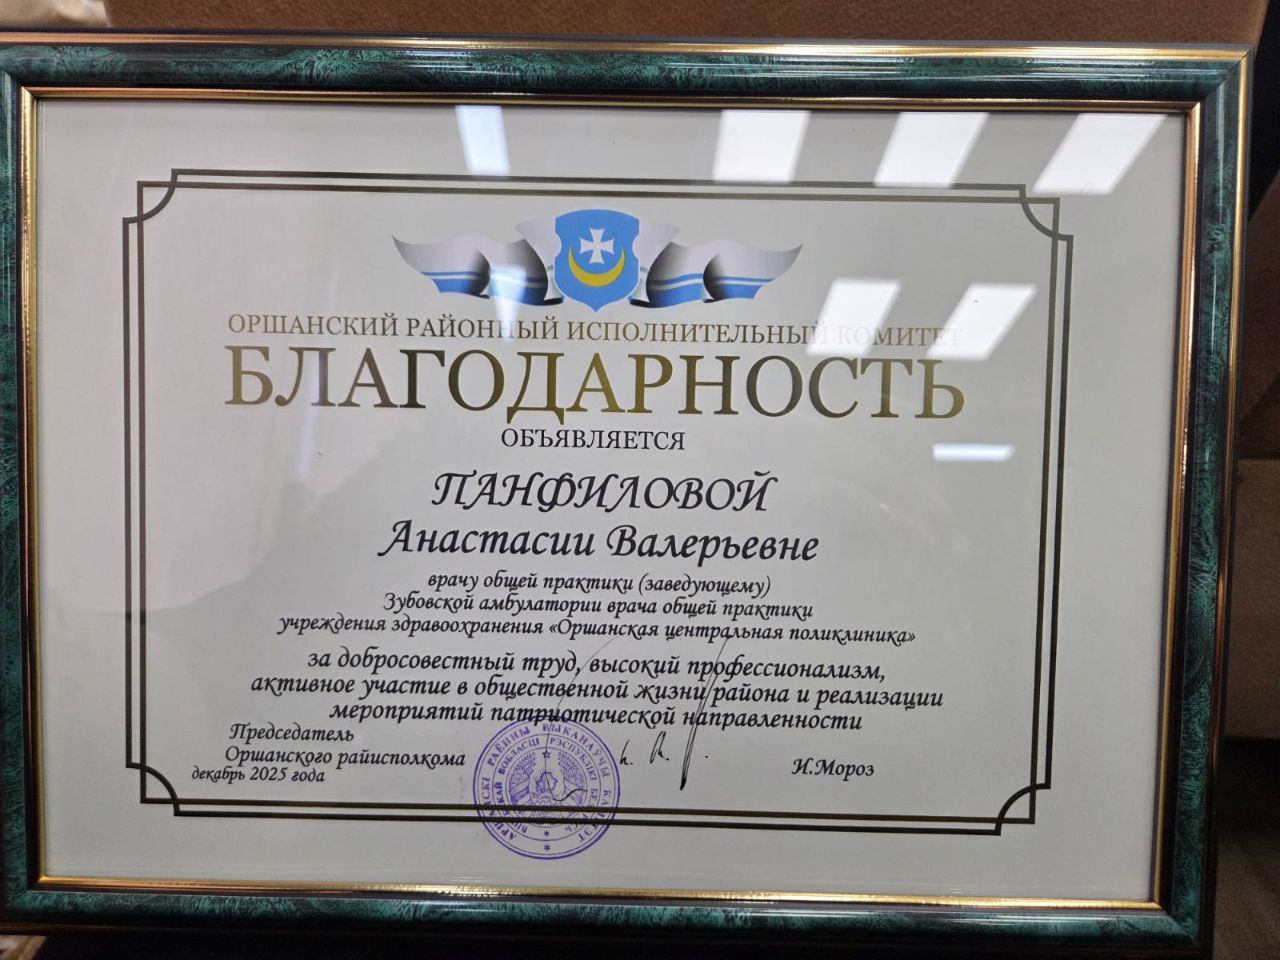 ОРШАНСКИЙ РАЙОННЫЙ ИСПОЛНИТЕЛЬНЫЙ КОМИТЕТ
БЛАГОДАРНОСТЬ
ОБЪЯВЛЯЕТСЯ
ПАНФИЛОВОЙ
Анастасии Валерьевне
врачу общей практики (заведующему)
Зубовской амбулатории врача общей практики
учреждения здравоохранения «Оршанская центральная поликлиника»
за добросовестный труд, высокий профессионализм,
активное участие в общественной жизни района и реализации
мероприятий патриотической направленности
Председатель
Оршанского райисполкома
И.Мороз
декабрь 2025 года